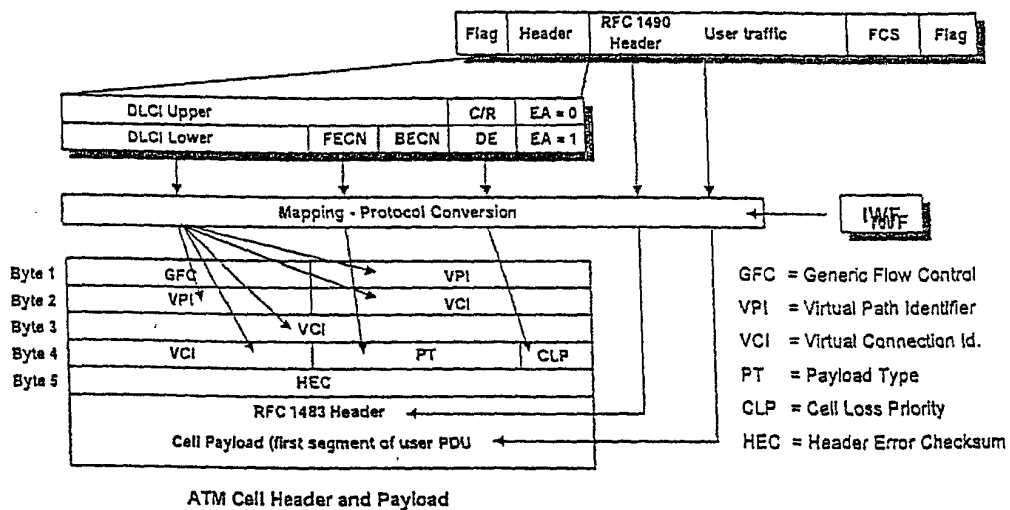 Flag Header RFC 1490 Header User traffic FCS Flag
DLCI Upper C/R EA = 0
DLCI Lower FECN BECN DE EA = 1
Mapping - Protocol Conversion
IWF
Byte 1 GFC VPI
Byte 2 VPI VCI
Byte 3 VCI
Byte 4 VCI PT CLP
Byte 5 HEC
RFC 1483 Header
Cell Payload (first segment of user PDU
GFC = Generic Flow Control
VPI = Virtual Path Identifier
VCI = Virtual Connection Id.
PT = Payload Type
CLP = Cell Loss Priority
HEC = Header Error Checksum
ATM Cell Header and Payload